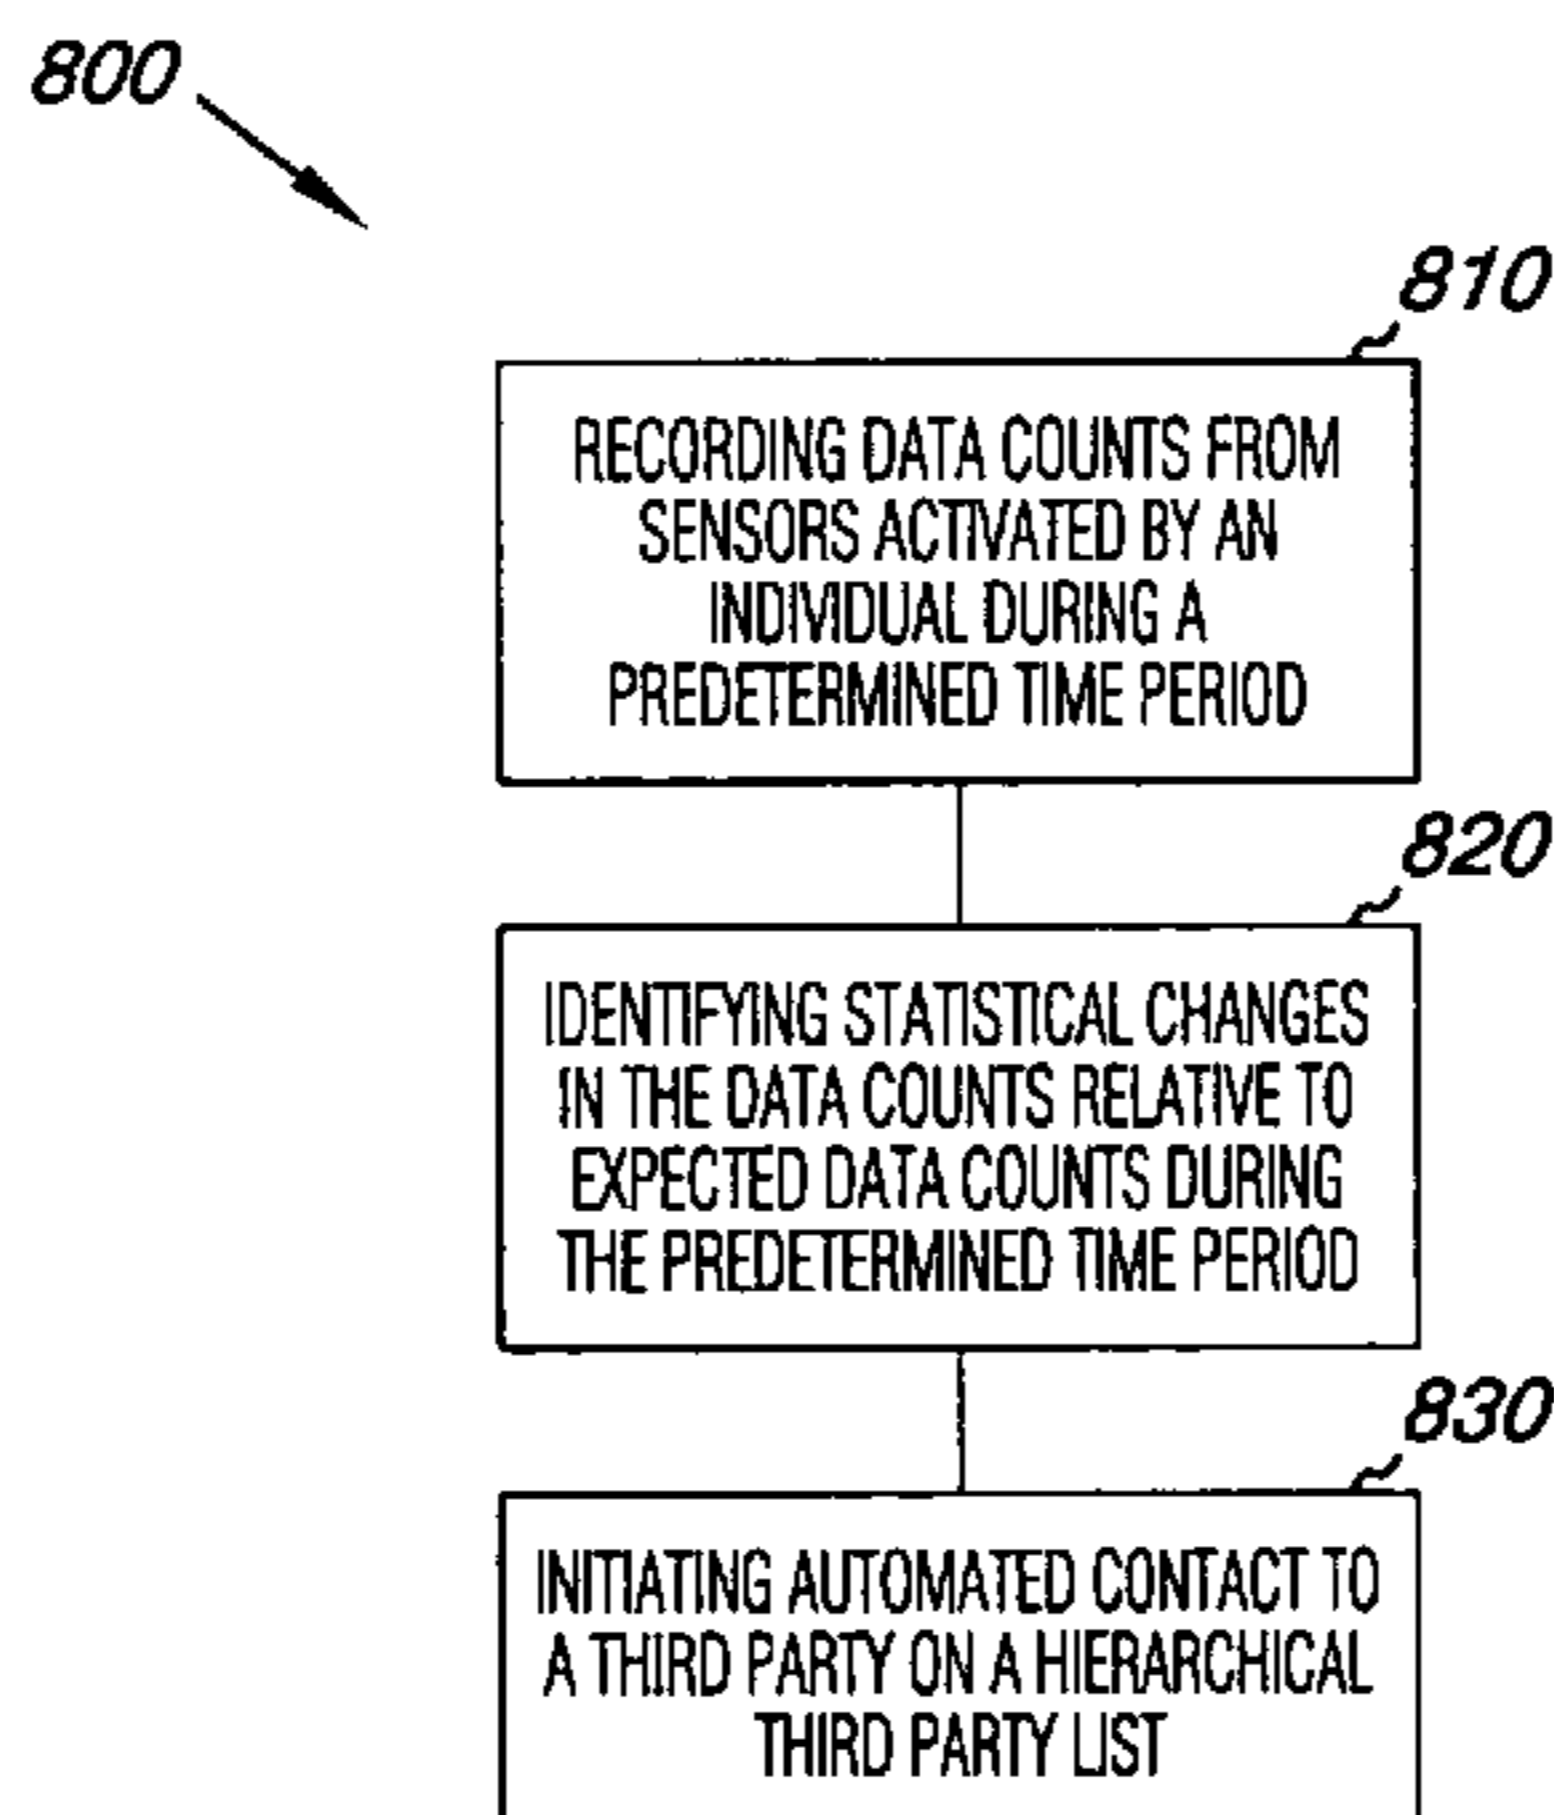 800
810
RECORDING DATA COUNTS FROM
SENSORS ACTIVATED BY AN
INDIVIDUAL DURING A
PREDETERMINED TIME PERIOD
820
IDENTIFYING STATISTICAL CHANGES
IN THE DATA COUNTS RELATIVE TO
EXPECTED DATA COUNTS DURING
THE PREDETERMINED TIME PERIOD
830
INITIATING AUTOMATED CONTACT TO
A THIRD PARTY ON A HIERARCHICAL
THIRD PARTY LIST